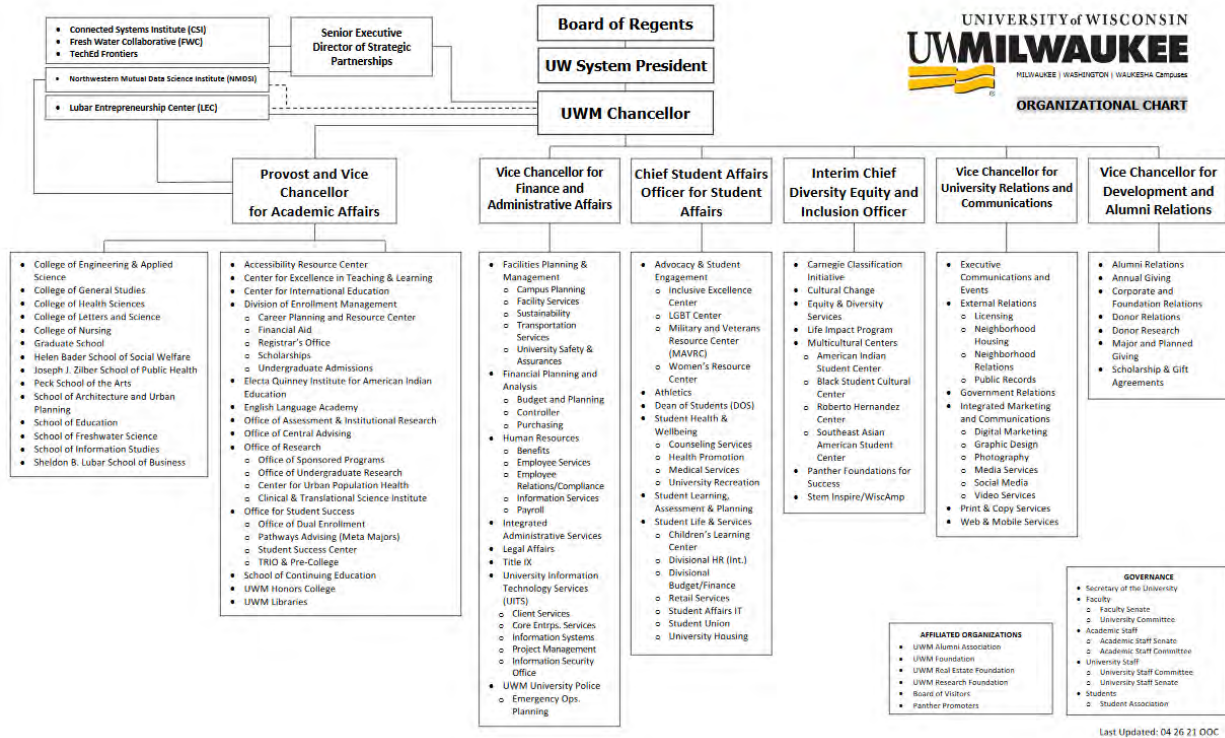 Connected Systems Institute (CSI)
Fresh Water Collaborative (FWC)
TechEd Frontiers
Northwestern Mutual Data Science Institute (NMDSI)
Lubar Entrepreneurship Center (LEC)
Senior Executive
Director of Strategic
Partnerships
Board of Regents
UW System President
UWM Chancellor
UNIVERSITY of WISCONSIN
UWMILWAUKEE
MILWAUKEE | WASHINGTON | WAUKESHA Campuses
ORGANIZATIONAL CHART
Provost and Vice
Chancellor
for Academic Affairs
Vice Chancellor for
Finance and
Administrative Affairs
Chief Student Affairs
Officer for Student
Affairs
Interim Chief
Diversity Equity and
Inclusion Officer
Vice Chancellor for
University Relations and
Communications
Vice Chancellor for
Development and
Alumni Relations
College of Engineering & Applied
Science
College of General Studies
College of Health Sciences
College of Letters and Science
College of Nursing
Graduate School
Helen Bader School of Social Welfare
Joseph J. Zilber School of Public Health
Peck School of the Arts
School of Architecture and Urban
Planning
School of Education
School of Freshwater Science
School of Information Studies
Sheldon B. Lubar School of Business
Accessibility Resource Center
Center for Excellence in Teaching & Learning
Center for International Education
Division of Enrollment Management
Career Planning and Resource Center
Financial Aid
Registrar's Office
Scholarships
Undergraduate Admissions
Electa Quinney Institute for American Indian
Education
English Language Academy
Office of Assessment & Institutional Research
Office of Central Advising
Office of Research
Office of Sponsored Programs
Office of Undergraduate Research
Center for Urban Population Health
Clinical & Translational Science Institute
Office for Student Success
Office of Dual Enrollment
Pathways Advising (Meta Majors)
Student Success Center
TRIO & Pre-College
School of Continuing Education
UWM Honors College
UWM Libraries
Facilities Planning &
Management
Campus Planning
Facility Services
Sustainability
Transportation
Services
University Safety &
Assurances
Financial Planning and
Analysis
Budget and Planning
Controller
Purchasing
Human Resources
Benefits
Employee Services
Employee
Relations/Compliance
Information Services
Payroll
Integrated
Administrative Services
Legal Affairs
Title IX
University Information
Technology Services
(UITS)
Client Services
Core Entrps. Services
Information Systems
Project Management
Information Security
Office
UWM University Police
Emergency Ops.
Planning
Advocacy & Student
Engagement
Inclusive Excellence
Center
LGBT Center
Military and Veterans
Resource Center
(MAVRC)
Women's Resource
Center
Athletics
Dean of Students (DOS)
Student Health &
Wellbeing
Counseling Services
Health Promotion
Medical Services
University Recreation
Student Learning,
Assessment & Planning
Student Life & Services
Children's Learning
Center
Divisional HR (Int.)
Divisional
Budget/Finance
Retail Services
Student Affairs IT
Student Union
University Housing
Carnegie Classification
Initiative
Cultural Change
Equity & Diversity
Services
Life Impact Program
Multicultural Centers
American Indian
Student Center
Black Student Cultural
Center
Roberto Hernandez
Center
Southeast Asian
American Student
Center
Panther Foundations for
Success
Stem Inspire/WiscAmp
Executive
Communications and
Events
External Relations
Licensing
Neighborhood
Housing
Neighborhood
Relations
Public Records
Government Relations
Integrated Marketing
and Communications
Digital Marketing
Graphic Design
Photography
Media Services
Social Media
Video Services
Print & Copy Services
Web & Mobile Services
Alumni Relations
Annual Giving
Corporate and
Foundation Relations
Donor Relations
Donor Research
Major and Planned
Giving
Scholarship & Gift
Agreements
AFFILIATED ORGANIZATIONS
UWM Alumni Association
UWM Foundation
UWM Real Estate Foundation
UWM Research Foundation
Board of Visitors
Panther Promoters
GOVERNANCE
Secretary of the University
Faculty
Faculty Senate
University Committee
Academic Staff
Academic Staff Senate
Academic Staff Committee
University Staff
University Staff Committee
University Staff Senate
Students
Student Association
Last Updated: 04 26 21 OOC